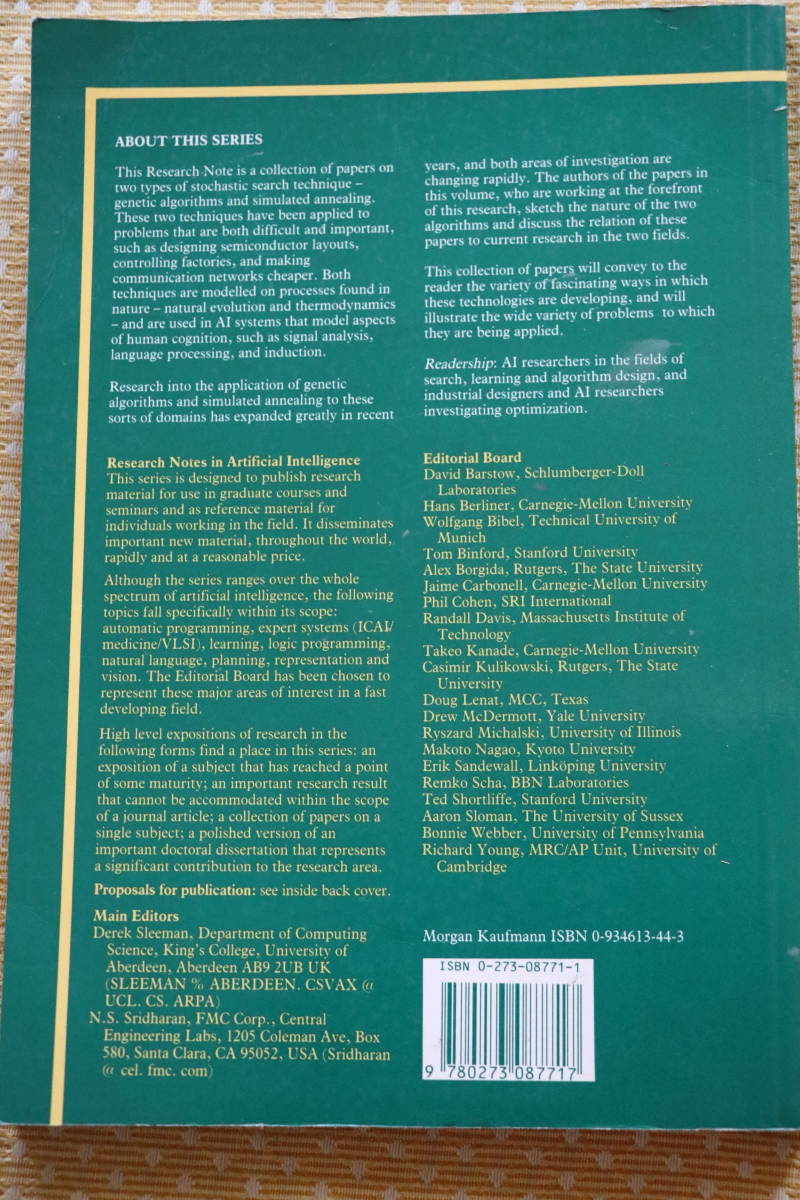 ABOUT THIS SERIES
This Research Note is a collection of papers on
two types of stochastic search technique –
genetic algorithms and simulated annealing.
These two techniques have been applied to
problems that are both difficult and important,
such as designing semiconductor layouts,
controlling factories, and making
communication networks cheaper. Both
techniques are modelled on processes found in
nature – natural evolution and thermodynamics
– and are used in AI systems that model aspects
of human cognition, such as signal analysis,
language processing, and induction.
Research into the application of genetic
algorithms and simulated annealing to these
sorts of domains has expanded greatly in recent
years, and both areas of investigation are
changing rapidly. The authors of the papers in
this volume, who are working at the forefront
of this research, sketch the nature of the two
algorithms and discuss the relation of these
papers to current research in the two fields.
This collection of papers will convey to the
reader the variety of fascinating ways in which
these technologies are developing, and will
illustrate the wide variety of problems to which
they are being applied.
Readership: AI researchers in the fields of
search, learning and algorithm design, and
industrial designers and AI researchers
investigating optimization.
Research Notes in Artificial Intelligence
This series is designed to publish research
material for use in graduate courses and
seminars and as reference material for
individuals working in the field. It disseminates
important new material, throughout the world,
rapidly and at a reasonable price.
Although the series ranges over the whole
spectrum of artificial intelligence, the following
topics fall specifically within its scope:
automatic programming, expert systems (ICAI/
medicine/VLSI), learning, logic programming,
natural language, planning, representation and
vision. The Editorial Board has been chosen to
represent these major areas of interest in a fast
developing field.
High level expositions of research in the
following forms find a place in this series: an
exposition of a subject that has reached a point
of some maturity; an important research result
that cannot be accommodated within the scope
of a journal article; a collection of papers on a
single subject; a polished version of an
important doctoral dissertation that represents
a significant contribution to the research area.
Proposals for publication: see inside back cover.
Main Editors
Derek Sleeman, Department of Computing
Science, King's College, University of
Aberdeen, Aberdeen AB9 2UB UK
(SLEEMAN % ABERDEEN. CSVAX @
UCL. CS. ARPA)
N.S. Sridharan, FMC Corp., Central
Engineering Labs, 1205 Coleman Ave, Box
580, Santa Clara, CA 95052, USA (Sridharan
@ cel. fmc. com)
Editorial Board
David Barstow, Schlumberger-Doll
Laboratories
Hans Berliner, Carnegie-Mellon University
Wolfgang Bibel, Technical University of
Munich
Tom Binford, Stanford University
Alex Borgida, Rutgers, The State University
Jaime Carbonell, Carnegie-Mellon University
Phil Cohen, SRI International
Randall Davis, Massachusetts Institute of
Technology
Takeo Kanade, Carnegie-Mellon University
Casimir Kulikowski, Rutgers, The State
University
Doug Lenat, MCC, Texas
Drew McDermott, Yale University
Ryszard Michalski, University of Illinois
Makoto Nagao, Kyoto University
Erik Sandewall, Linköping University
Remko Scha, BBN Laboratories
Ted Shortliffe, Stanford University
Aaron Sloman, The University of Sussex
Bonnie Webber, University of Pennsylvania
Richard Young, MRC/AP Unit, University of
Cambridge
Morgan Kaufmann ISBN 0-934613-44-3
ISBN 0-273-08771-1
9 780273 087717